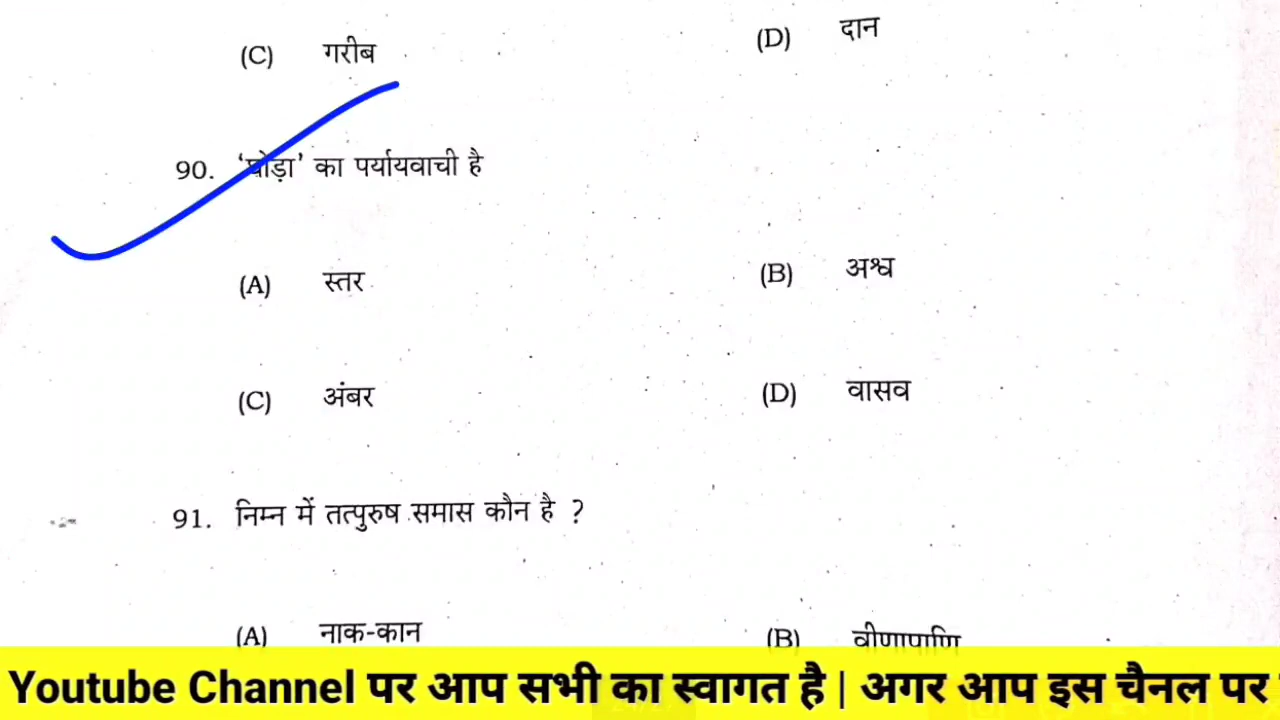 (C) गरीब (D) दान
90. ‘घोड़ा’ का पर्यायवाची है
(A) स्तर (B) अश्व
(C) अंबर (D) वासव
91. निम्न में तत्पुरुष समास कौन है ?
(A) नाक-कान (B) वीणापाणि
Youtube Channel पर आप सभी का स्वागत है | अगर आप इस चैनल पर